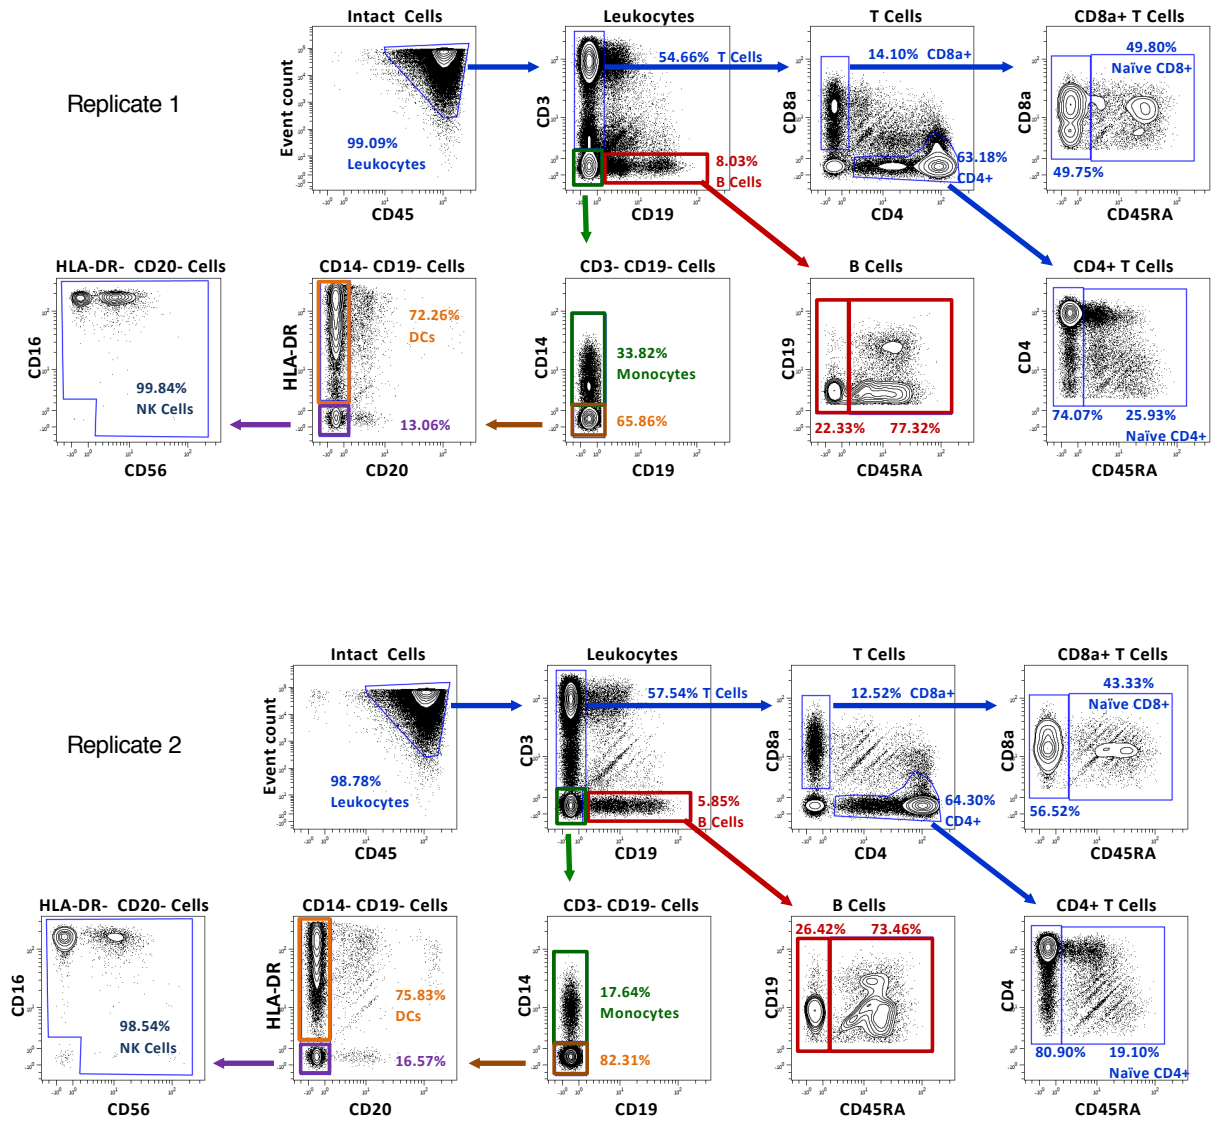 Replicate 1
Intact Cells
Event count
99.09%
Leukocytes
CD45
Leukocytes
CD3
54.66% T Cells
8.03%
B Cells
CD19
T Cells
CD8a
14.10% CD8a+
63.18%
CD4+
CD4
CD8a+ T Cells
CD8a
49.80%
Naïve CD8+
49.75%
CD45RA
HLA-DR- CD20- Cells
CD16
99.84%
NK Cells
CD56
CD14- CD19- Cells
HLA-DR
72.26%
DCs
13.06%
CD20
CD3- CD19- Cells
CD14
33.82%
Monocytes
65.86%
CD19
B Cells
CD19
22.33% 77.32%
CD45RA
CD4+ T Cells
CD4
74.07% 25.93%
Naïve CD4+
CD45RA
Replicate 2
Intact Cells
Event count
98.78%
Leukocytes
CD45
Leukocytes
CD3
57.54% T Cells
5.85%
B Cells
CD19
T Cells
CD8a
12.52% CD8a+
64.30%
CD4+
CD4
CD8a+ T Cells
CD8a
43.33%
Naïve CD8+
56.52%
CD45RA
HLA-DR- CD20- Cells
CD16
98.54%
NK Cells
CD56
CD14- CD19- Cells
HLA-DR
75.83%
DCs
16.57%
CD20
CD3- CD19- Cells
CD14
17.64%
Monocytes
82.31%
CD19
B Cells
26.42% 73.46%
CD19
CD45RA
CD4+ T Cells
CD4
80.90% 19.10%
Naïve CD4+
CD45RA